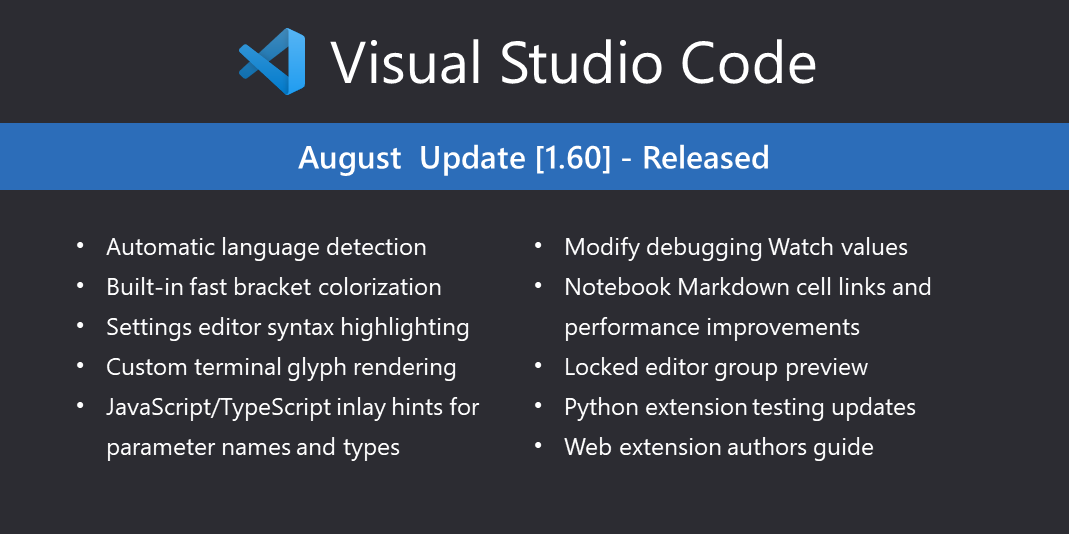 Visual Studio Code
August Update [1.60] - Released
• Automatic language detection
• Built-in fast bracket colorization
• Settings editor syntax highlighting
• Custom terminal glyph rendering
• JavaScript/TypeScript inlay hints for
parameter names and types
• Modify debugging Watch values
• Notebook Markdown cell links and
performance improvements
• Locked editor group preview
• Python extension testing updates
• Web extension authors guide